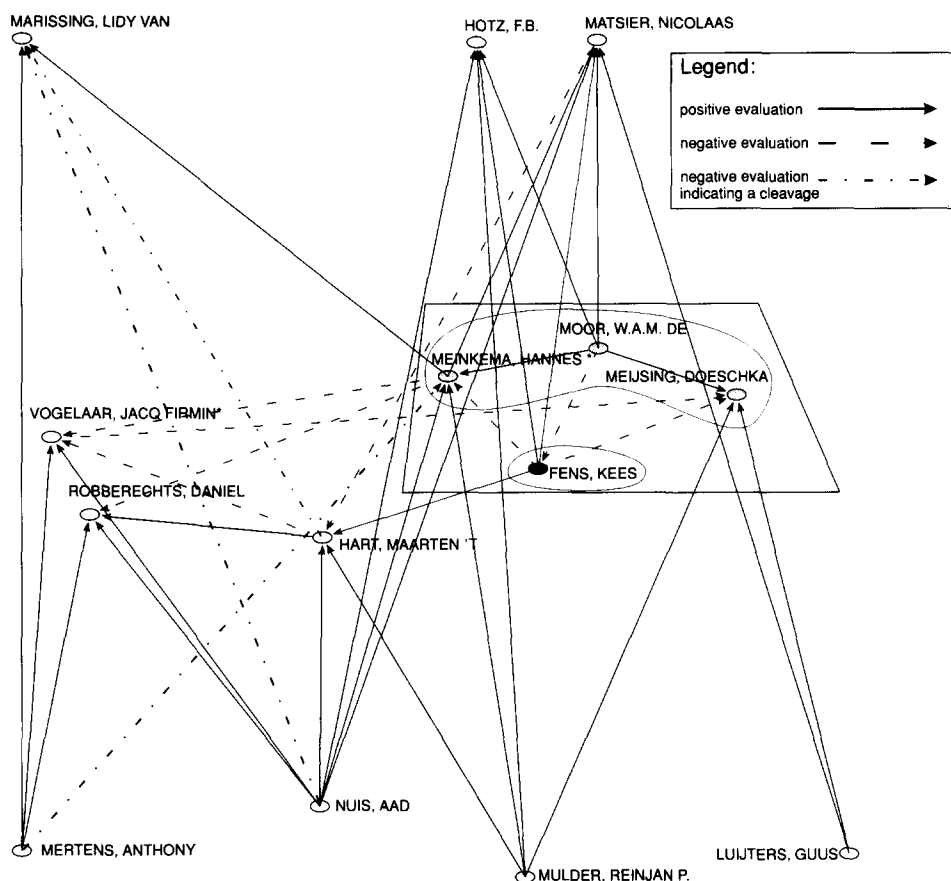 MARISSING, LIDY VAN
HOTZ, F.B.
MATSIER, NICOLAAS
Legend:
positive evaluation
negative evaluation
negative evaluation
indicating a cleavage
MOOR, W.A.M. DE
MEINKEMA, HANNES *
MEIJSING, DOESCHKA
VOGELAAR, JACQ FIRMIN*
FENS, KEES
ROBBERECHTS, DANIEL
HART, MAARTEN 'T
NUIS, AAD
MERTENS, ANTHONY
LUIJTERS, GUUS
MULDER, REINJAN P.